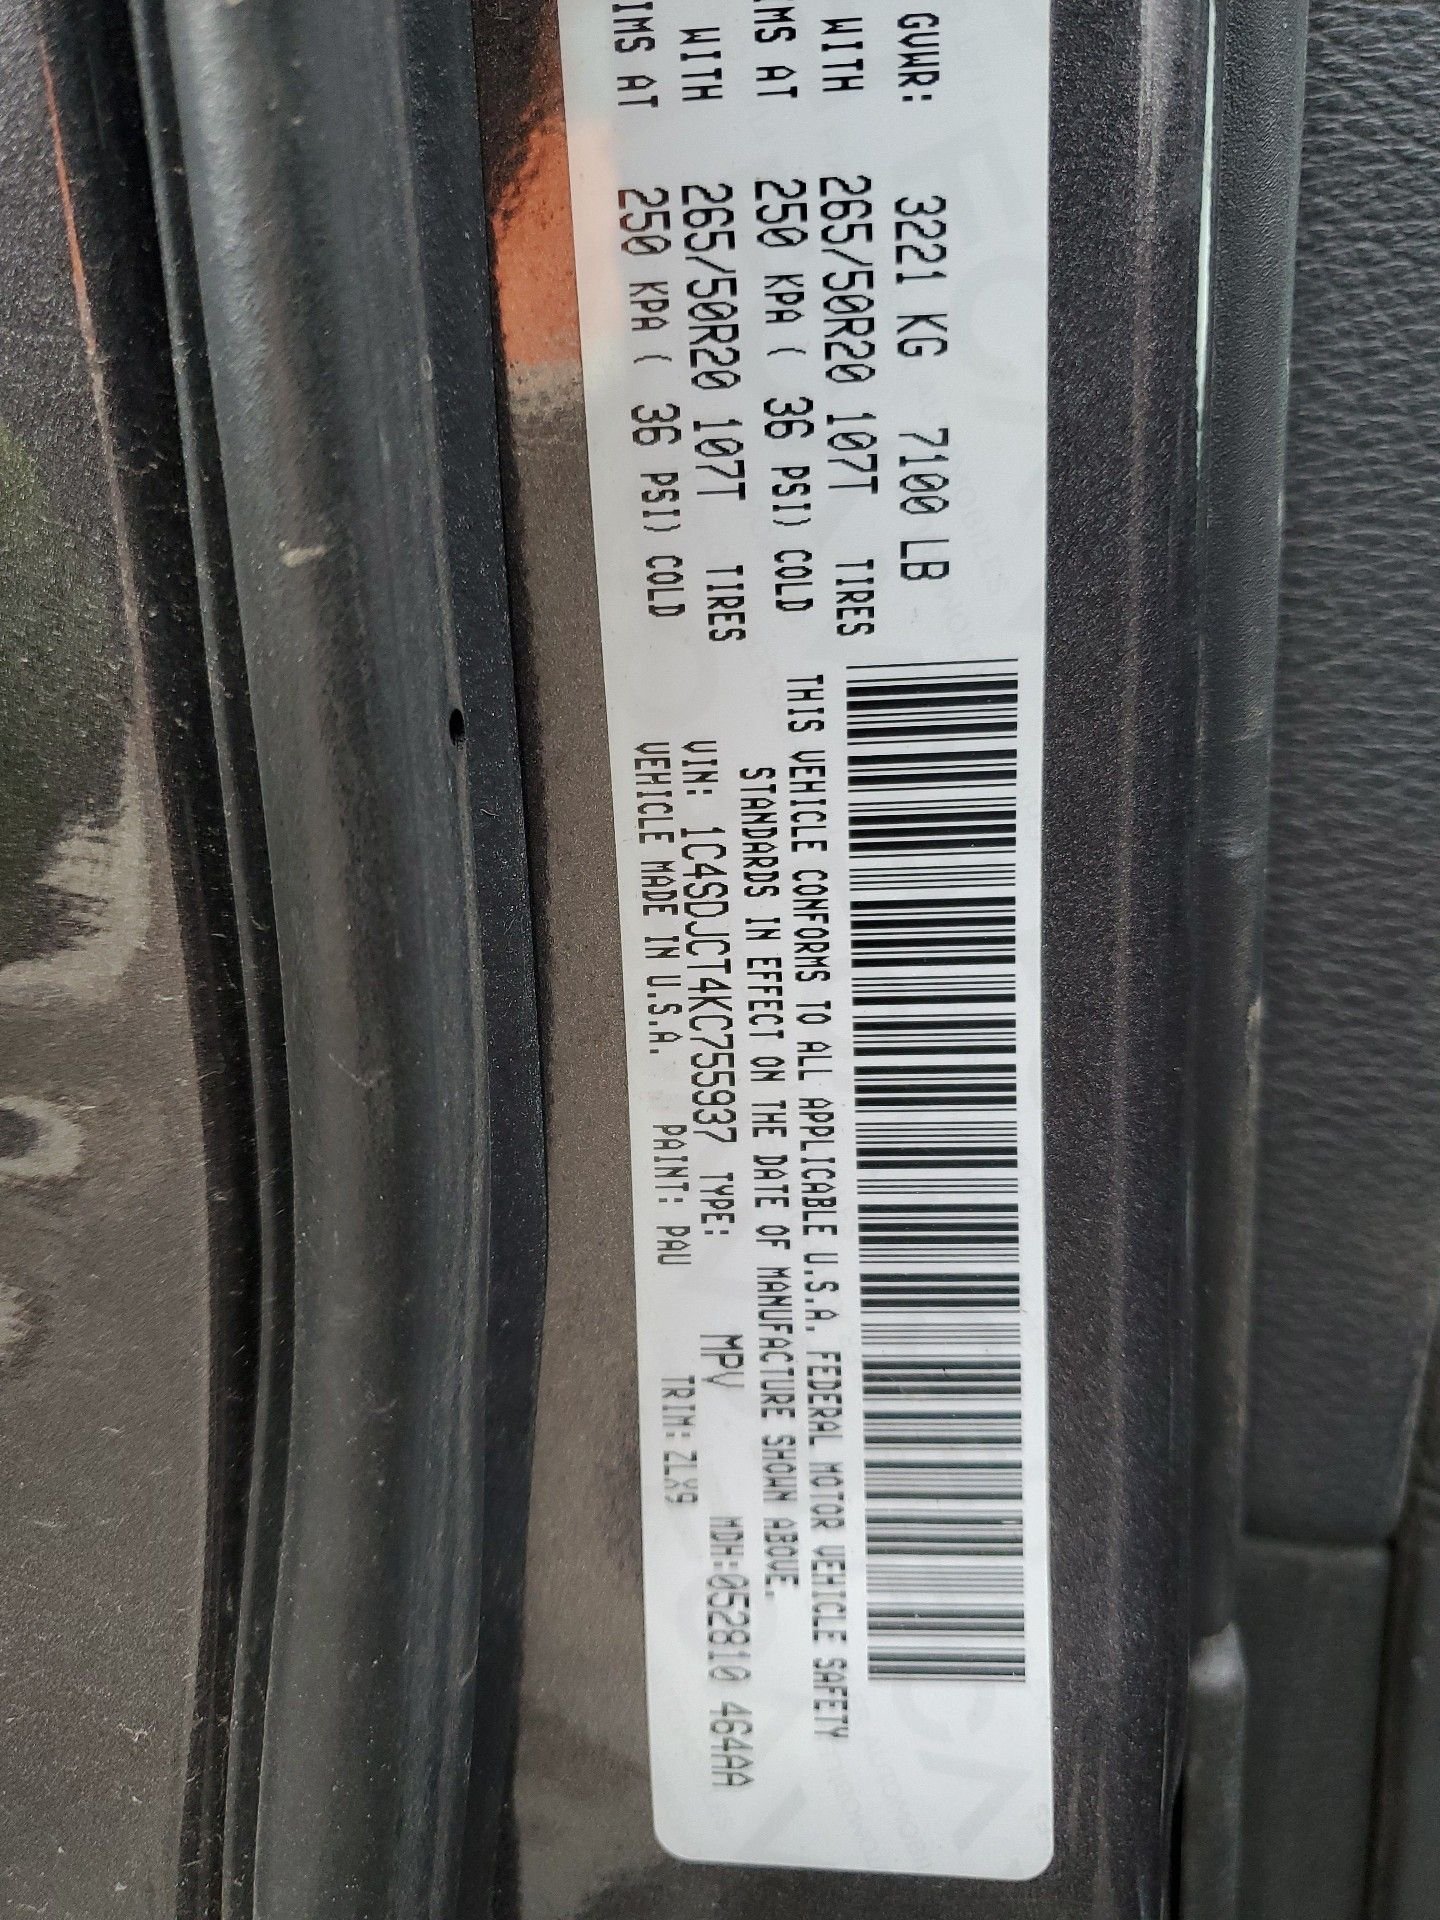 GVWR: 3221 KG 7100 LB
WITH 265/50R20 107T TIRES
IMS AT 250 KPA ( 36 PSI) COLD
WITH 265/50R20 107T TIRES
IMS AT 250 KPA ( 36 PSI) COLD
THIS VEHICLE CONFORMS TO ALL APPLICABLE U.S.A. FEDERAL MOTOR VEHICLE SAFETY
STANDARDS IN EFFECT ON THE DATE OF MANUFACTURE SHOWN ABOVE.
VIN: 1C4SDJCT4KC755937 TYPE: MPV MDH:052810 464AA
VEHICLE MADE IN U.S.A. PAINT: PAU TRIM: ZLX9